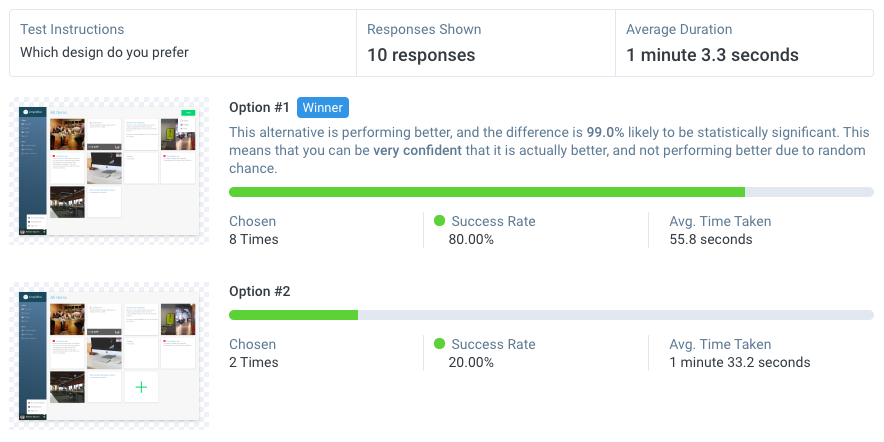 Test Instructions
Which design do you prefer
Responses Shown
10 responses
Average Duration
1 minute 3.3 seconds
Option #1 Winner
This alternative is performing better, and the difference is 99.0% likely to be statistically significant. This
means that you can be very confident that it is actually better, and not performing better due to random
chance.
Chosen
8 Times
Success Rate
80.00%
Avg. Time Taken
55.8 seconds
Option #2
Chosen
2 Times
Success Rate
20.00%
Avg. Time Taken
1 minute 33.2 seconds